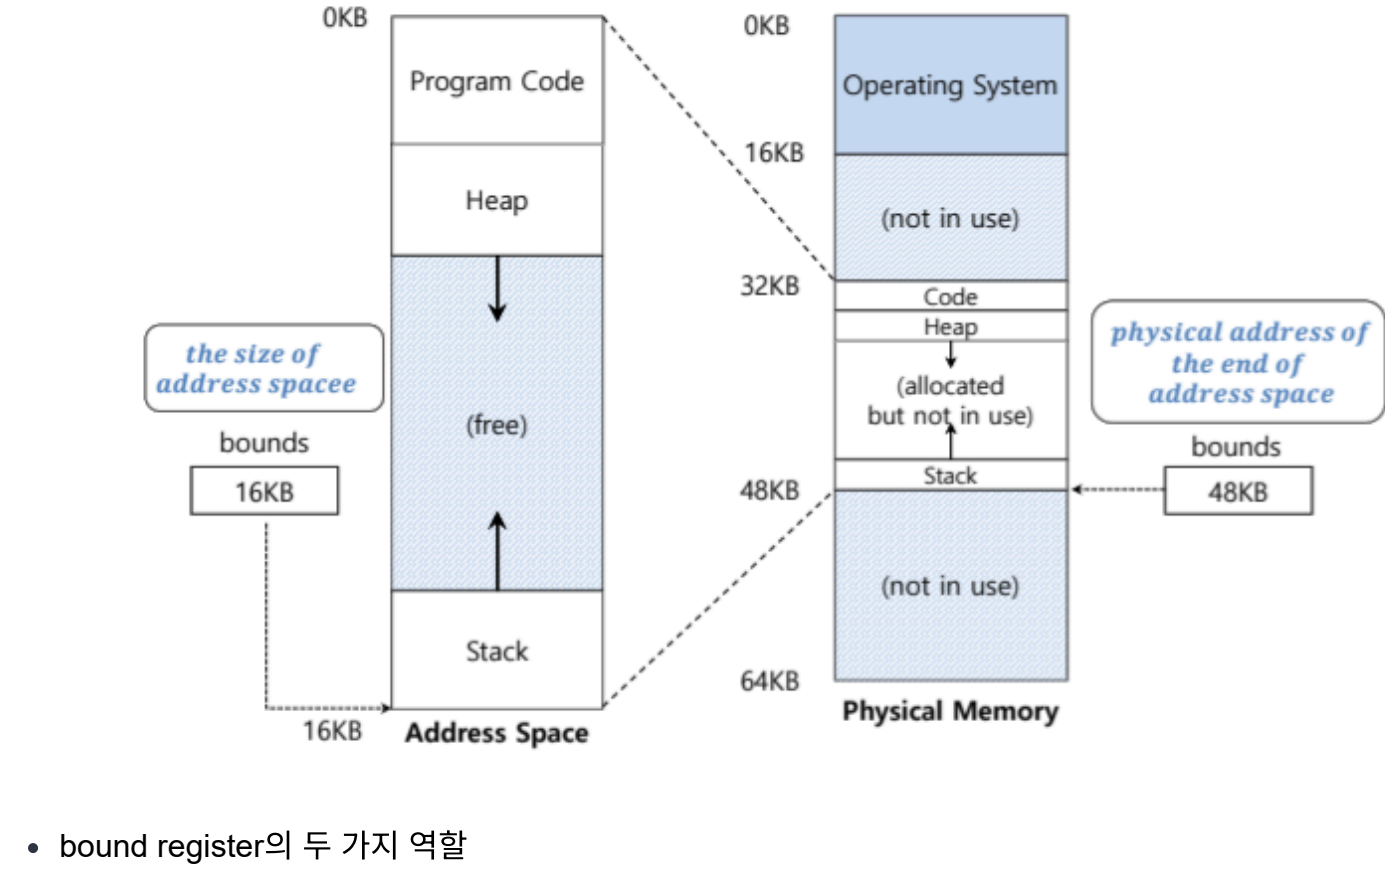 0KB
Program Code
Heap
the size of
address spacee
bounds
16KB
(free)
Stack
16KB
Address Space
0KB
Operating System
16KB
(not in use)
32KB
Code
Heap
(allocated
but not in use)
Stack
48KB
(not in use)
64KB
Physical Memory
physical address of
the end of
address space
bounds
48KB
• bound register의 두 가지 역할